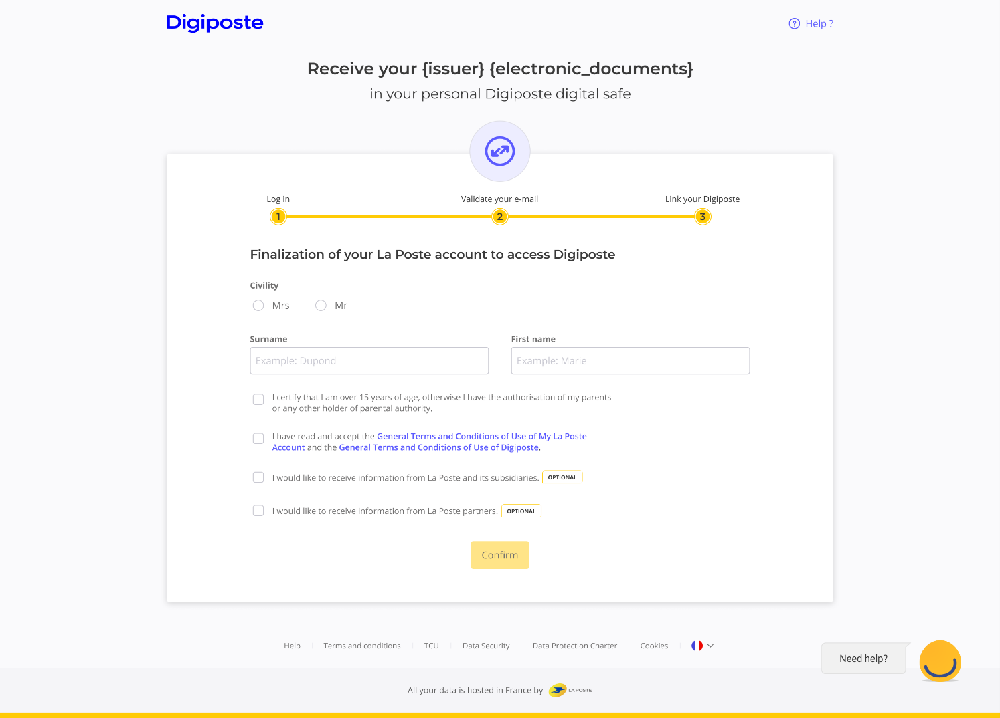 Digiposte
? Help ?
Receive your {issuer} {electronic_documents}
in your personal Digiposte digital safe
Log in
Validate your e-mail
Link your Digiposte
1
2
3
Finalization of your La Poste account to access Digiposte
Civility
Mrs
Mr
Surname
First name
Example: Dupond
Example: Marie
I certify that I am over 15 years of age, otherwise I have the authorisation of my parents
or any other holder of parental authority.
I have read and accept the General Terms and Conditions of Use of My La Poste
Account and the General Terms and Conditions of Use of Digiposte.
I would like to receive information from La Poste and its subsidiaries. OPTIONAL
I would like to receive information from La Poste partners. OPTIONAL
Confirm
Help
Terms and conditions
TCU
Data Security
Data Protection Charter
Cookies
Need help?
All your data is hosted in France by LA POSTE